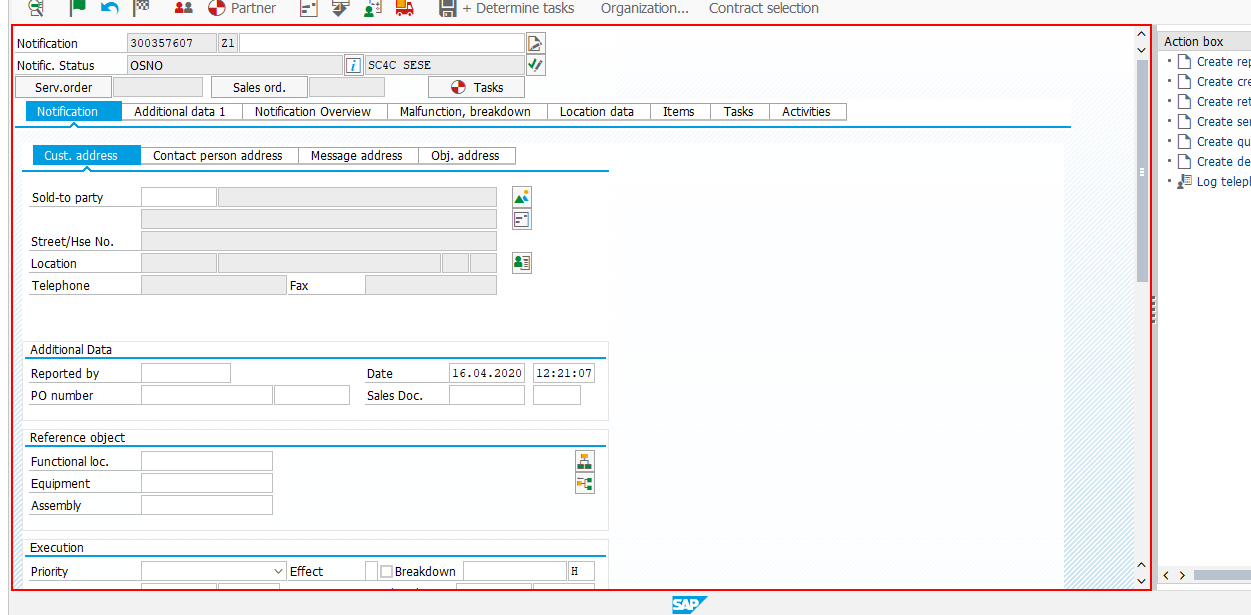 Partner + Determine tasks Organization... Contract selection
Notification 300357607 Z1
Notific. Status OSNO SC4C SESE
Serv.order Sales ord. Tasks
Notification Additional data 1 Notification Overview Malfunction, breakdown Location data Items Tasks Activities
Cust. address Contact person address Message address Obj. address
Sold-to party
Street/Hse No.
Location
Telephone Fax
Additional Data
Reported by Date 16.04.2020 12:21:07
PO number Sales Doc.
Reference object
Functional loc.
Equipment
Assembly
Execution
Priority Effect Breakdown H
Action box
Create rep
Create cre
Create ret
Create ser
Create qu
Create de
Log teleph
SAP